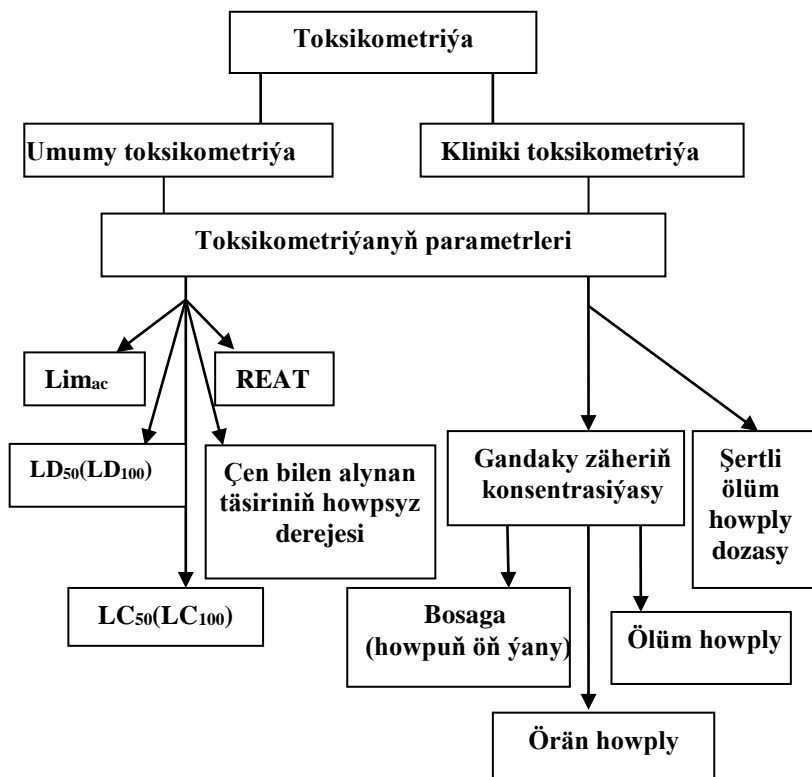 Toksikometriýa
Umumy toksikometriýa
Kliniki toksikometriýa
Toksikometriýanyň parametrleri
Lim_ac
REAT
LD₅₀(LD₁₀₀)
Çen bilen alynan
täsiriniň howpsyz
derejesi
Gandaky zäheriň
konsentrasiýasy
Şertli
ölüm
howply
dozasy
LC₅₀(LC₁₀₀)
Bosaga
(howpuň öň ýany)
Ölüm howply
Örän howply